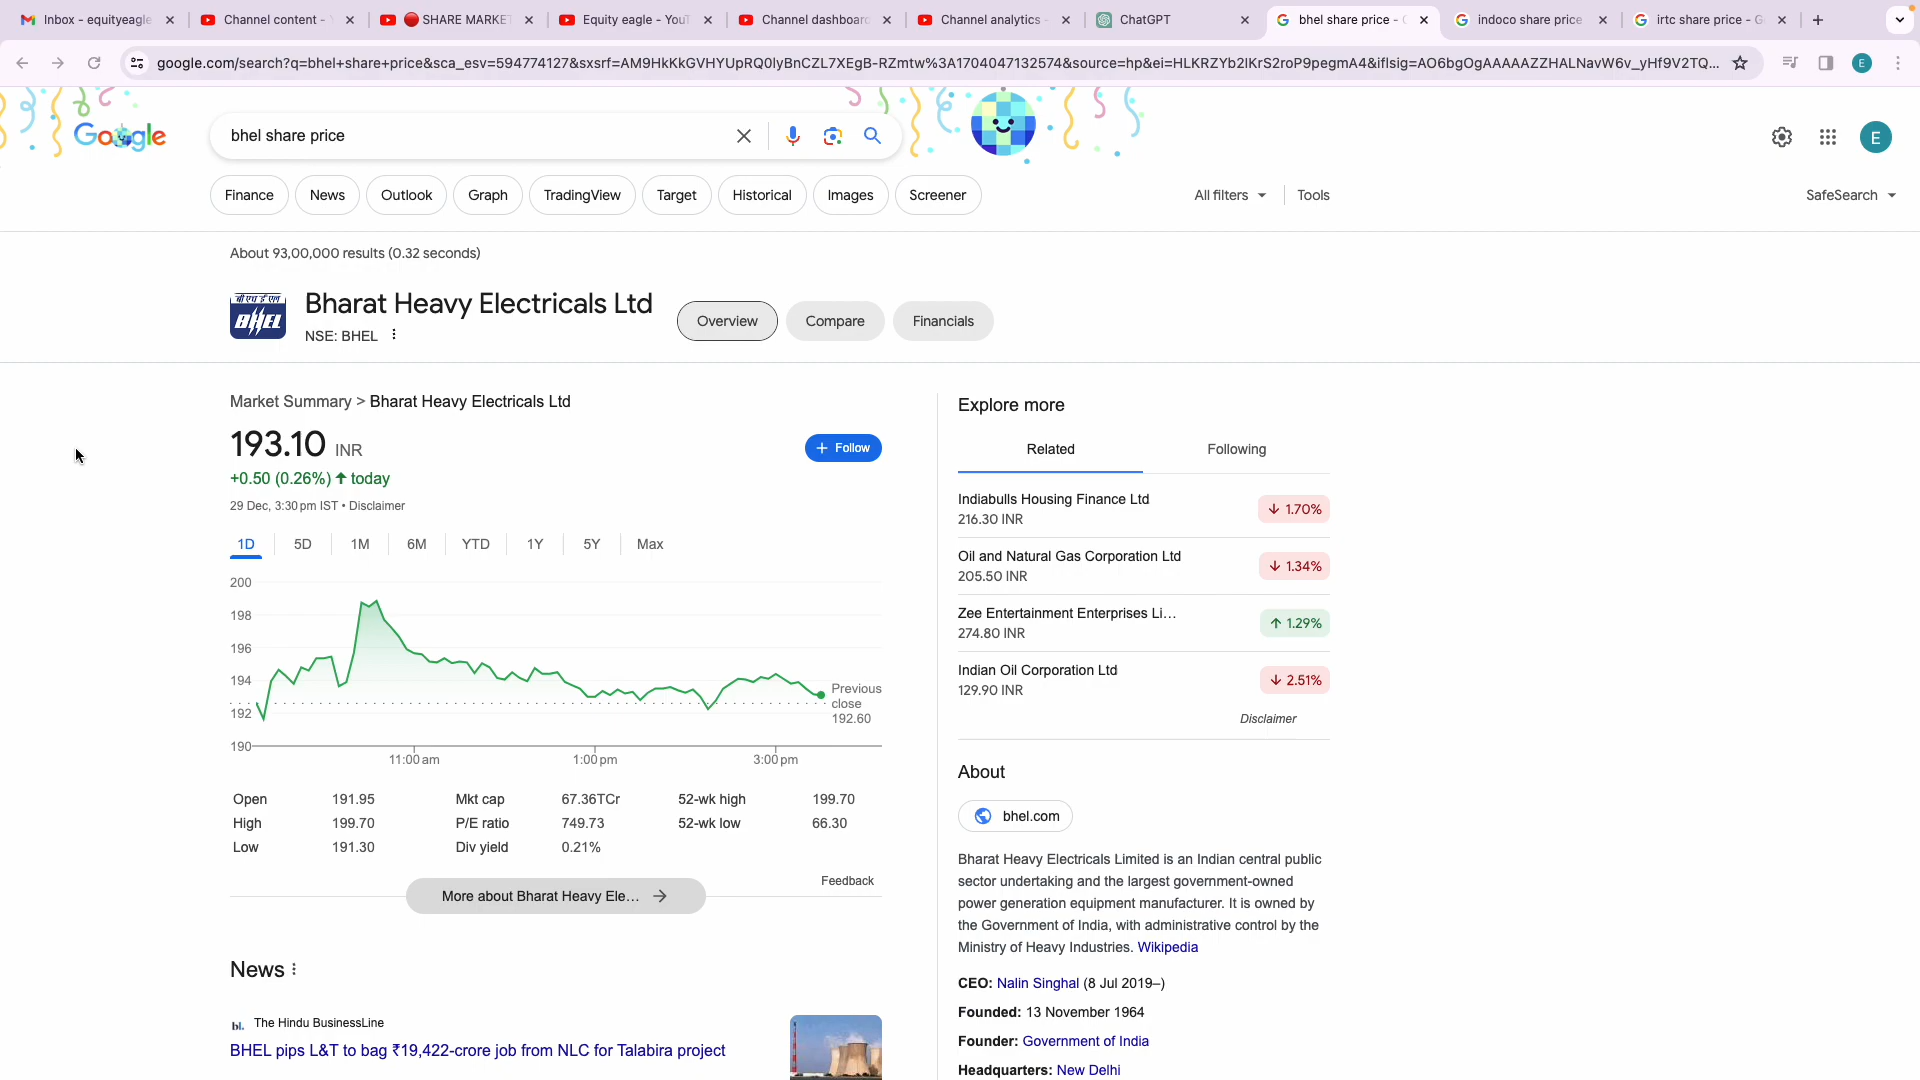 Inbox - equityeagle
Channel content -
SHARE MARKET
Equity eagle - YouT
Channel dashboard
Channel analytics -
ChatGPT
bhel share price -
indoco share price
irtc share price - G
google.com/search?q=bhel+share+price&sca_esv=594774127&sxsrf=AM9HkKkGVHYUpRQ0lyBnCZL7XEgB-RZmtw%3A1704047132574&source=hp&ei=HLKRZYb2IKrS2roP9pegmA4&iflsig=AO6bgOgAAAAAZZHALNavW6v_yHf9V2TQ...
E
Google
bhel share price
E
Finance
News
Outlook
Graph
TradingView
Target
Historical
Images
Screener
All filters
Tools
SafeSearch
About 93,00,000 results (0.32 seconds)
बी एच ई एल
BHEL
Bharat Heavy Electricals Ltd
NSE: BHEL
Overview
Compare
Financials
Market Summary > Bharat Heavy Electricals Ltd
193.10 INR
+ Follow
+0.50 (0.26%) today
29 Dec, 3:30 pm IST • Disclaimer
1D
5D
1M
6M
YTD
1Y
5Y
Max
200
198
196
194
192
190
Previous
close
192.60
11:00 am
1:00 pm
3:00 pm
Open 191.95 Mkt cap 67.36TCr 52-wk high 199.70
High 199.70 P/E ratio 749.73 52-wk low 66.30
Low 191.30 Div yield 0.21%
Feedback
More about Bharat Heavy Ele...
News
bl. The Hindu BusinessLine
BHEL pips L&T to bag ₹19,422-crore job from NLC for Talabira project
Explore more
Related
Following
Indiabulls Housing Finance Ltd
216.30 INR
1.70%
Oil and Natural Gas Corporation Ltd
205.50 INR
1.34%
Zee Entertainment Enterprises Li...
274.80 INR
1.29%
Indian Oil Corporation Ltd
129.90 INR
2.51%
Disclaimer
About
bhel.com
Bharat Heavy Electricals Limited is an Indian central public
sector undertaking and the largest government-owned
power generation equipment manufacturer. It is owned by
the Government of India, with administrative control by the
Ministry of Heavy Industries. Wikipedia
CEO: Nalin Singhal (8 Jul 2019–)
Founded: 13 November 1964
Founder: Government of India
Headquarters: New Delhi